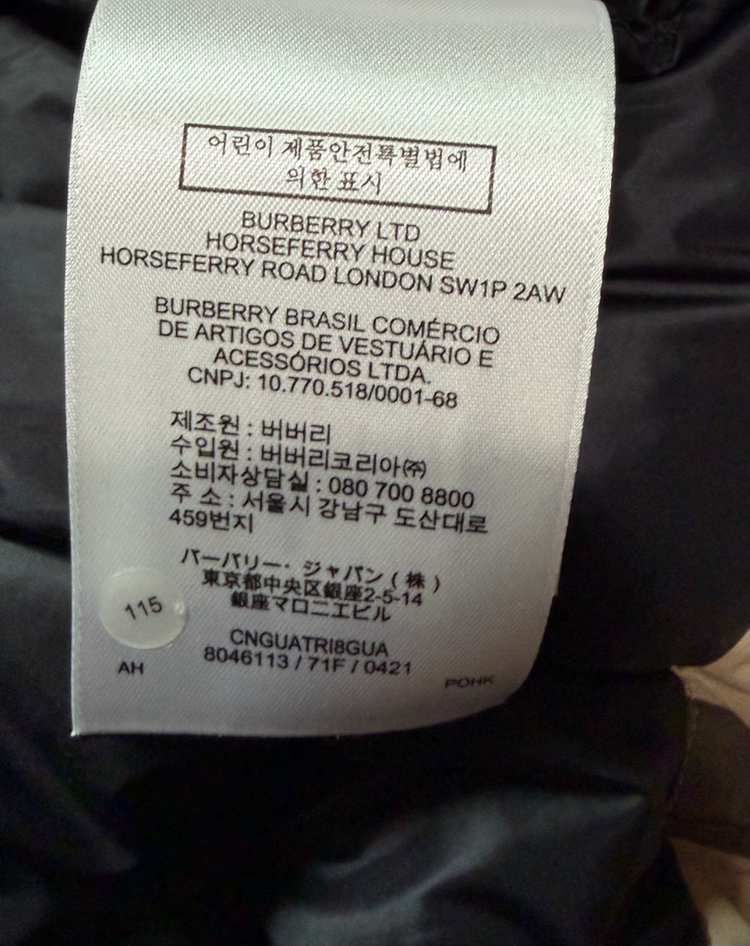 어린이 제품안전특별법에
의한 표시
BURBERRY LTD
HORSEFERRY HOUSE
HORSEFERRY ROAD LONDON SW1P 2AW
BURBERRY BRASIL COMÉRCIO
DE ARTIGOS DE VESTUÁRIO E
ACESSÓRIOS LTDA.
CNPJ: 10.770.518/0001-68
제조원 : 버버리
수입원 : 버버리코리아㈜
소비자상담실 : 080 700 8800
주 소 : 서울시 강남구 도산대로
459번지
バーバリー・ジャパン ( 株 )
東京都中央区銀座2-5-14
銀座マロニエビル
115
CNGUATRI8GUA
8046113 / 71F / 0421
AH
POHK